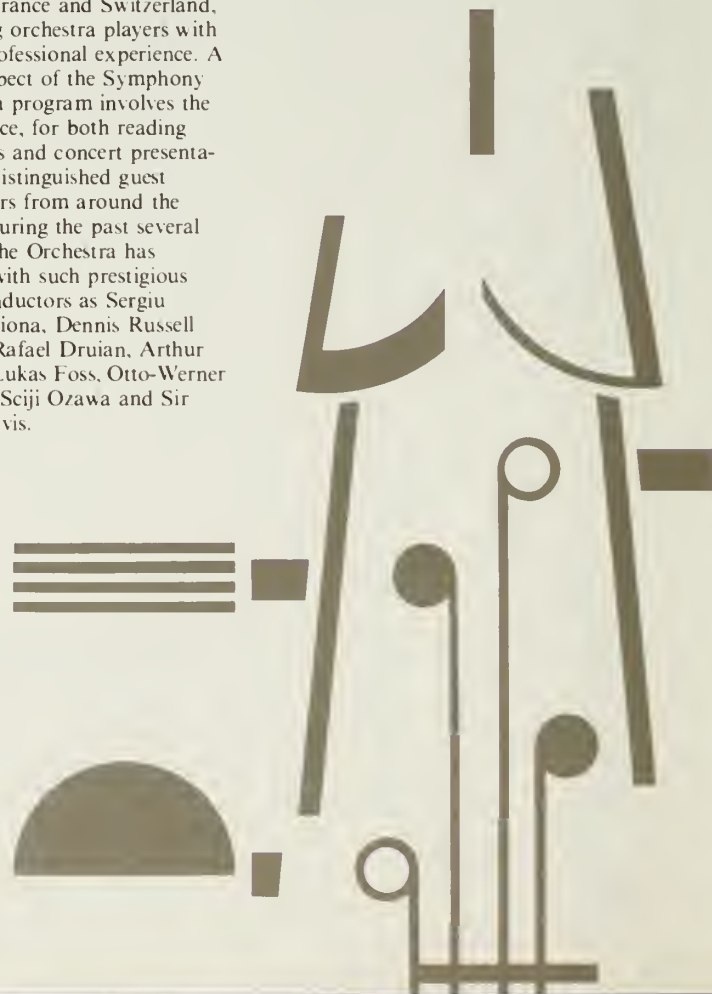 rance and Switzerland,
orchestra players with
ofessional experience. A
pect of the Symphony
program involves the
ce, for both reading
s and concert presenta-
istinguished guest
rs from around the
uring the past several
he Orchestra has
with such prestigious
ductors as Sergiu
iona, Dennis Russell
Rafael Druian, Arthur
Lukas Foss, Otto-Werner
Sciji Ozawa and Sir
vis.